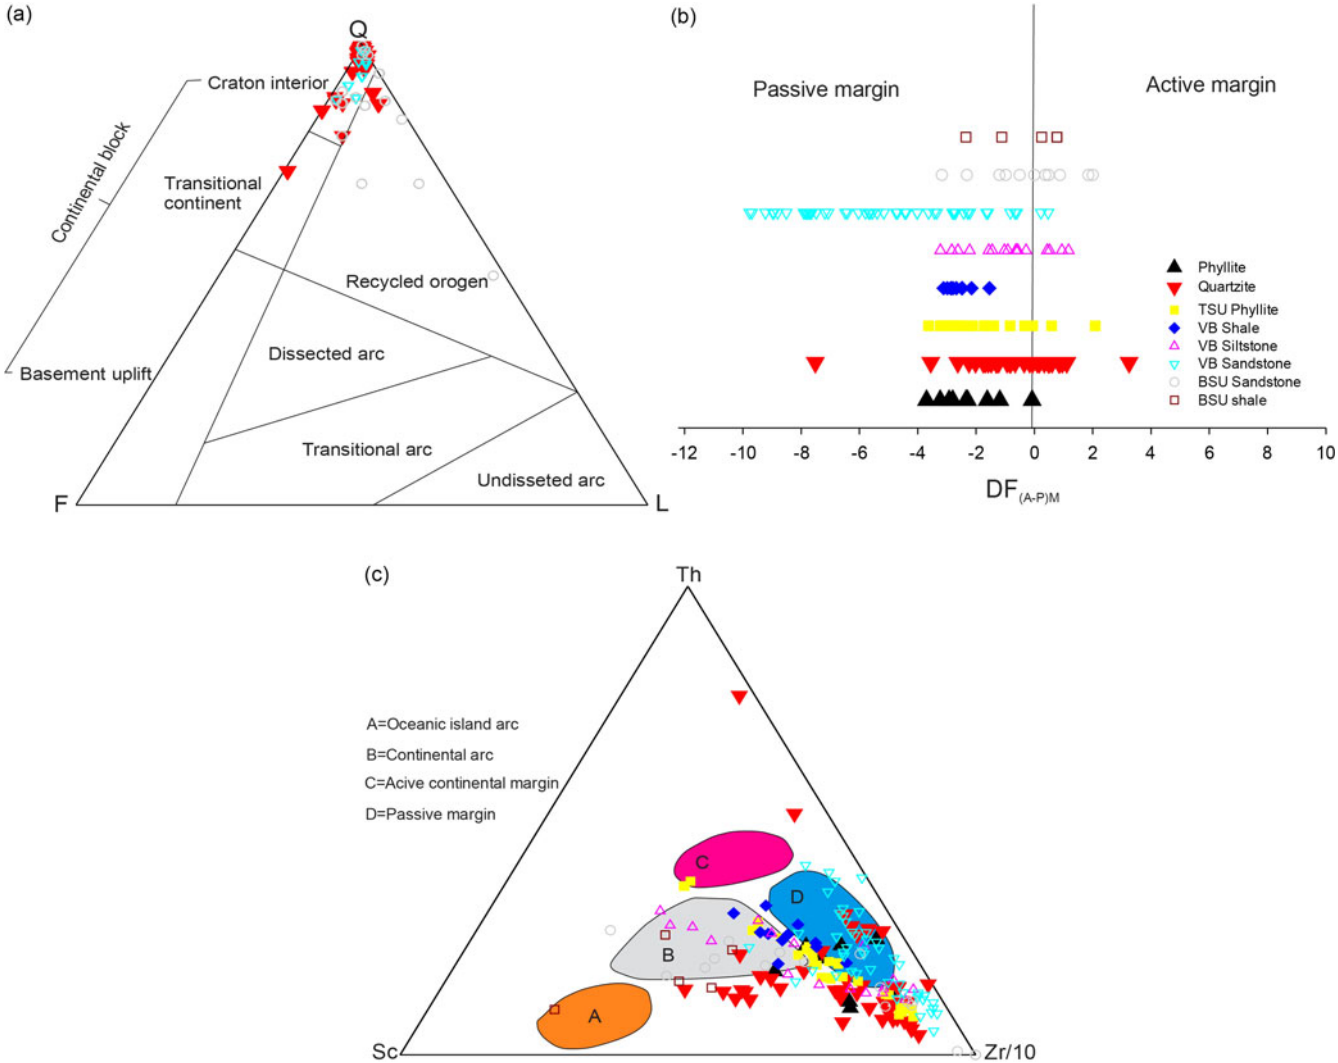 (a)
Q
Craton interior
Continental block
Transitional
continent
Recycled orogen
Dissected arc
Basement uplift
Transitional arc
Undisseted arc
F
L
(b)
Passive margin
Active margin
Phyllite
Quartzite
TSU Phyllite
VB Shale
VB Siltstone
VB Sandstone
BSU Sandstone
BSU shale
-12 -10 -8 -6 -4 -2 0 2 4 6 8 10
DF(A-P)M
(c)
Th
A=Oceanic island arc
B=Continental arc
C=Acive continental margin
D=Passive margin
C
D
B
A
Sc
Zr/10